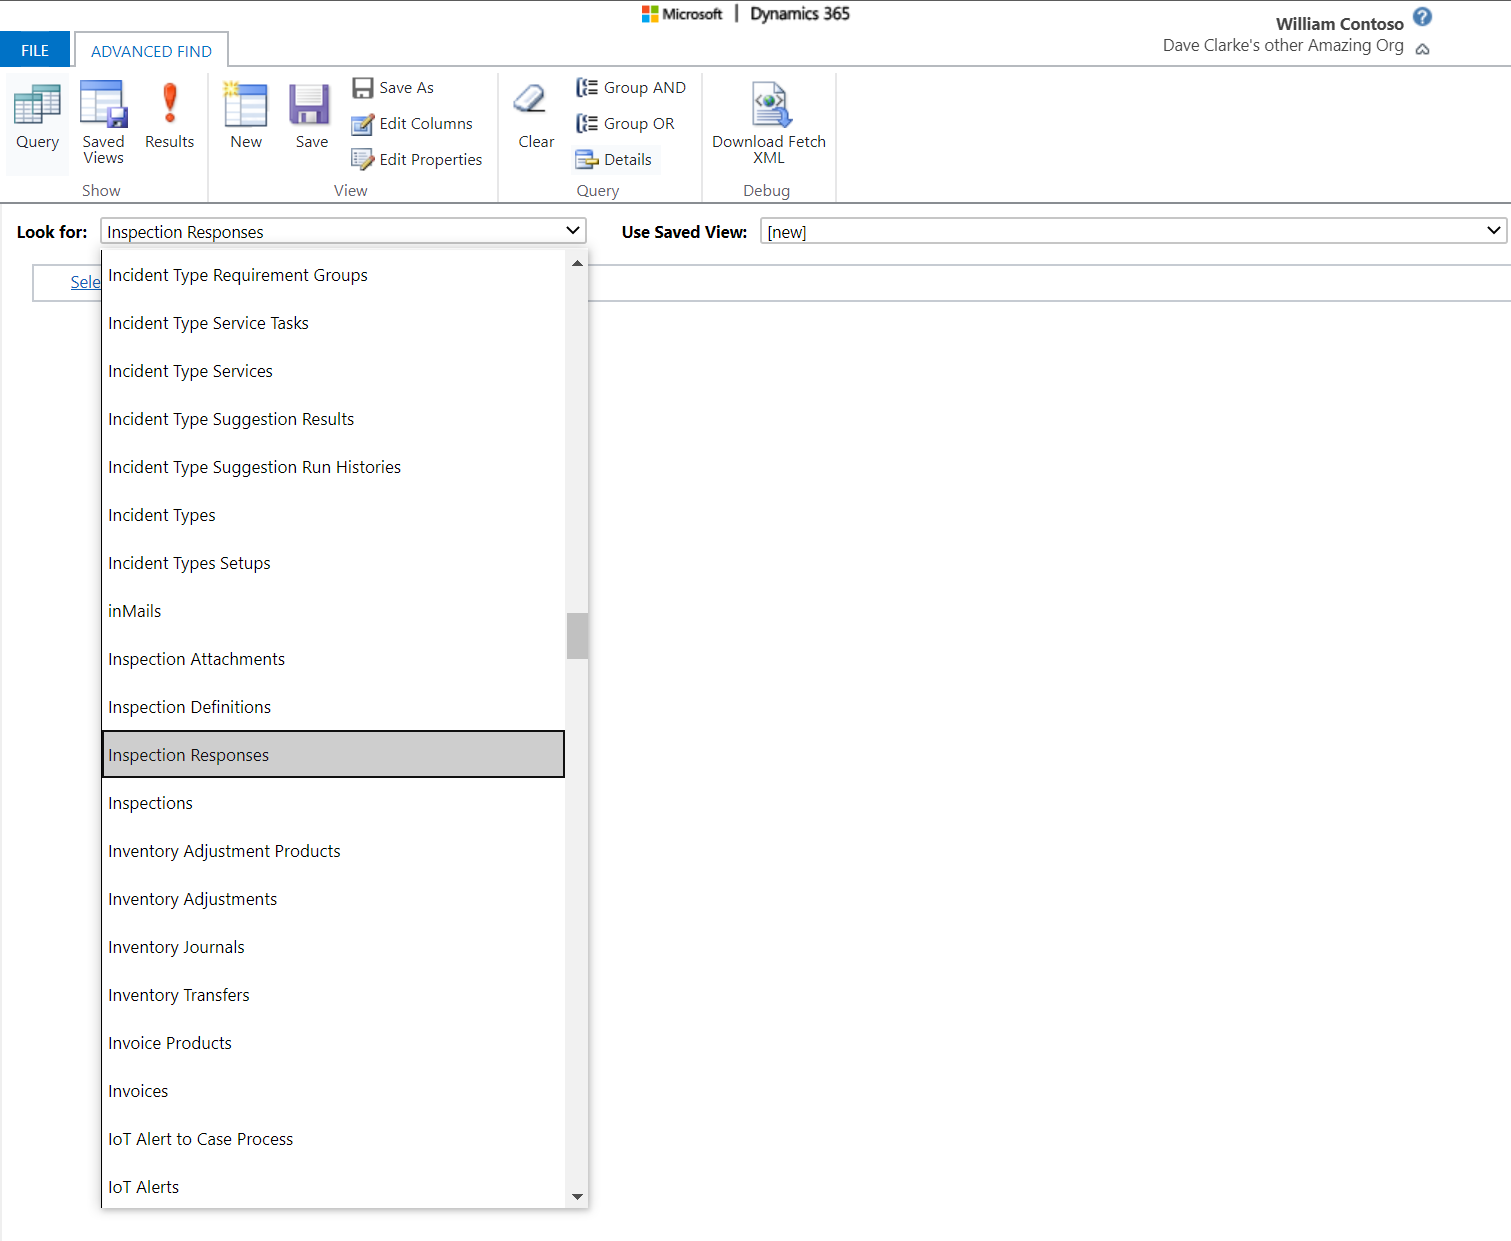 Microsoft | Dynamics 365
William Contoso
Dave Clarke's other Amazing Org
FILE
ADVANCED FIND
Query
Saved Views
Results
Show
New
Save
Save As
Edit Columns
Edit Properties
View
Clear
Group AND
Group OR
Details
Query
Download Fetch XML
Debug
Look for:
Inspection Responses
Use Saved View:
[new]
Sele
Incident Type Requirement Groups
Incident Type Service Tasks
Incident Type Services
Incident Type Suggestion Results
Incident Type Suggestion Run Histories
Incident Types
Incident Types Setups
inMails
Inspection Attachments
Inspection Definitions
Inspection Responses
Inspections
Inventory Adjustment Products
Inventory Adjustments
Inventory Journals
Inventory Transfers
Invoice Products
Invoices
IoT Alert to Case Process
IoT Alerts